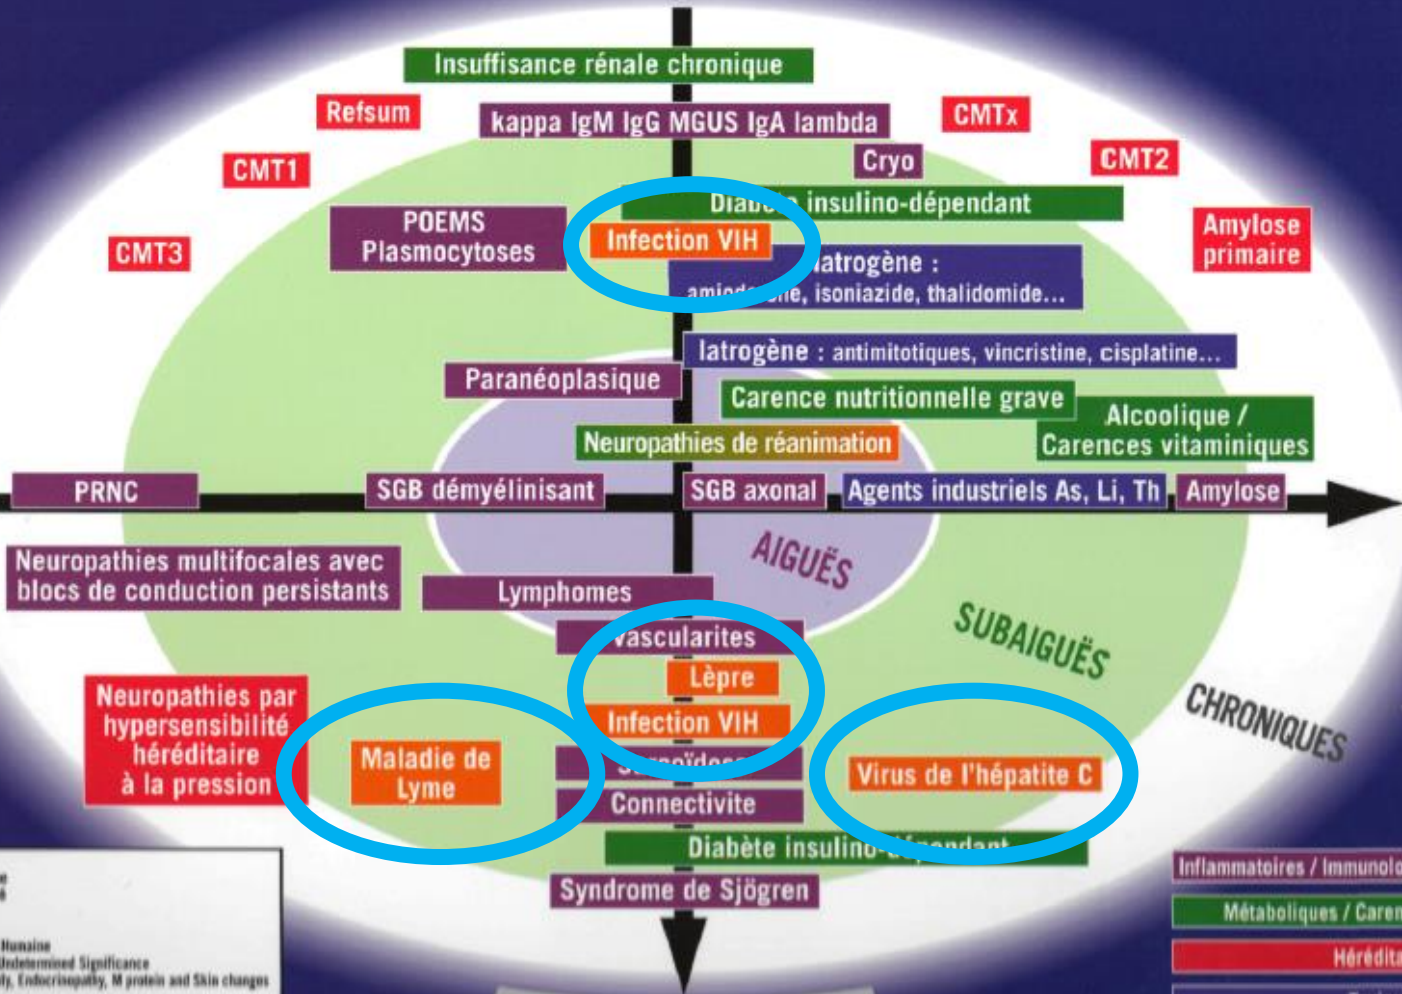 Insuffisance rénale chronique
Refsum
kappa IgM IgG MGUS IgA lambda
CMTx
CMT1
Cryo
CMT2
Diabète insulino-dépendant
POEMS
Plasmocytoses
Infection VIH
Amylose
primaire
CMT3
Iatrogène :
amiodarone, isoniazide, thalidomide...
Iatrogène : antimitotiques, vincristine, cisplatine...
Paranéoplasique
Carence nutritionnelle grave
Alcoolique /
Carences vitaminiques
Neuropathies de réanimation
PRNC
SGB démyélinisant
SGB axonal
Agents industriels As, Li, Th
Amylose
AIGUËS
Neuropathies multifocales avec
blocs de conduction persistants
Lymphomes
SUBAIGUËS
Vascularites
Lèpre
CHRONIQUES
Neuropathies par
hypersensibilité
héréditaire
à la pression
Infection VIH
Maladie de
Lyme
Virus de l'hépatite C
Connectivite
Diabète insulino-dépendant
Syndrome de Sjögren
Inflammatoires / Immunolo
Métaboliques / Caren
Hérédita
Humaine
Undetermined Significance
Endocrinopathy, M protein and Skin changes